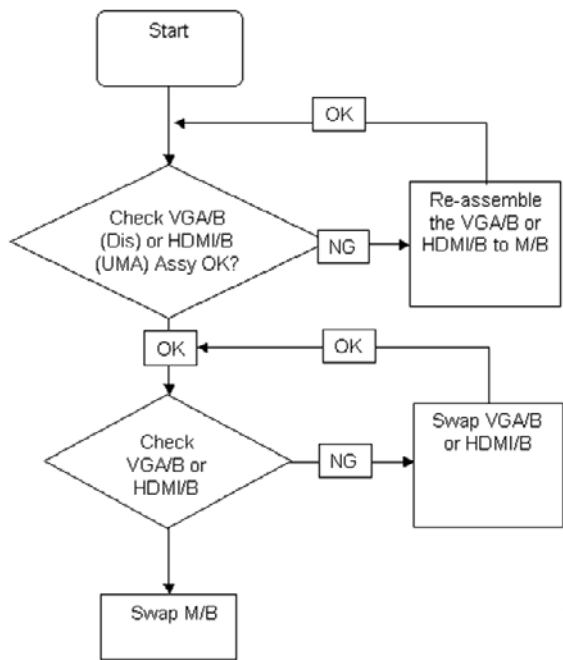 Start
OK
Check VGA/B
(Dis) or HDMI/B
(UMA) Assy OK?
NG
Re-assemble
the VGA/B or
HDMI/B to M/B
OK
OK
Check
VGA/B or
HDMI/B
NG
Swap VGA/B
or HDMI/B
Swap M/B